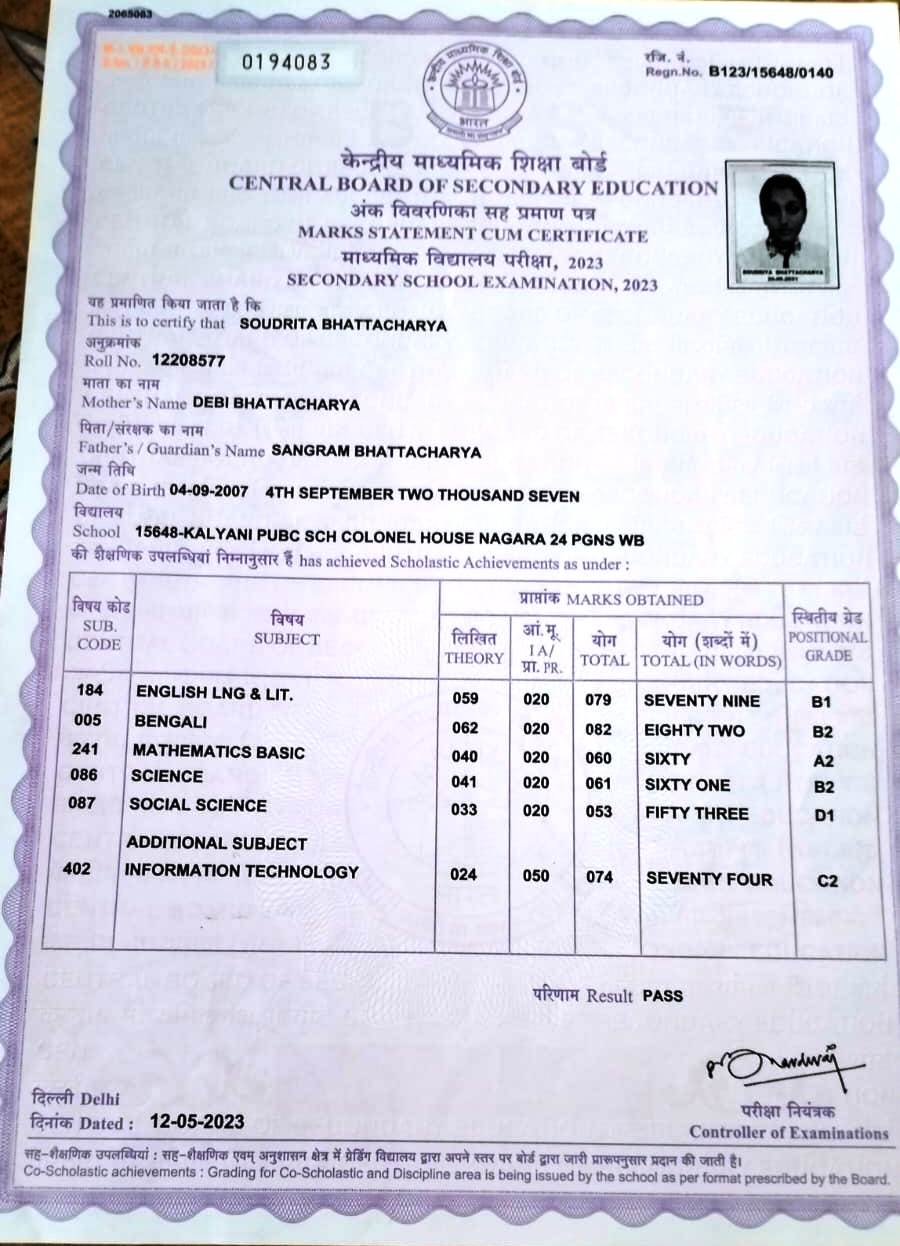 2065083
0194083
रजि. नं.
Regn.No. B123/15648/0140
केन्द्रीय माध्यमिक शिक्षा बोर्ड
भारत
केन्द्रीय माध्यमिक शिक्षा बोर्ड
CENTRAL BOARD OF SECONDARY EDUCATION
अंक विवरणिका सह प्रमाण पत्र
MARKS STATEMENT CUM CERTIFICATE
माध्यमिक विद्यालय परीक्षा, 2023
SECONDARY SCHOOL EXAMINATION, 2023
SOUDRITA BHATTACHARYA
यह प्रमाणित किया जाता है कि
This is to certify that SOUDRITA BHATTACHARYA
अनुक्रमांक
Roll No. 12208577
माता का नाम
Mother's Name DEBI BHATTACHARYA
पिता/संरक्षक का नाम
Father's / Guardian's Name SANGRAM BHATTACHARYA
जन्म तिथि
Date of Birth 04-09-2007 4TH SEPTEMBER TWO THOUSAND SEVEN
विद्यालय
School 15648-KALYANI PUBC SCH COLONEL HOUSE NAGARA 24 PGNS WB
की शैक्षणिक उपलब्धियां निम्नानुसार हैं has achieved Scholastic Achievements as under :
विषय कोड SUB. CODE
विषय SUBJECT
प्राप्तांक MARKS OBTAINED
लिखित THEORY
आं.मू. IA/ प्रा. PR.
योग TOTAL
योग (शब्दों में) TOTAL (IN WORDS)
स्थितीय ग्रेड POSITIONAL GRADE
184 ENGLISH LNG & LIT. 059 020 079 SEVENTY NINE B1
005 BENGALI 062 020 082 EIGHTY TWO B2
241 MATHEMATICS BASIC 040 020 060 SIXTY A2
086 SCIENCE 041 020 061 SIXTY ONE B2
087 SOCIAL SCIENCE 033 020 053 FIFTY THREE D1
ADDITIONAL SUBJECT
402 INFORMATION TECHNOLOGY 024 050 074 SEVENTY FOUR C2
परिणाम Result PASS
दिल्ली Delhi
दिनांक Dated : 12-05-2023
परीक्षा नियंत्रक
Controller of Examinations
सह-शैक्षणिक उपलब्धियां : सह-शैक्षणिक एवम् अनुशासन क्षेत्र में ग्रेडिंग विद्यालय द्वारा अपने स्तर पर बोर्ड द्वारा जारी प्रारूपनुसार प्रदान की जाती है।
Co-Scholastic achievements : Grading for Co-Scholastic and Discipline area is being issued by the school as per format prescribed by the Board.